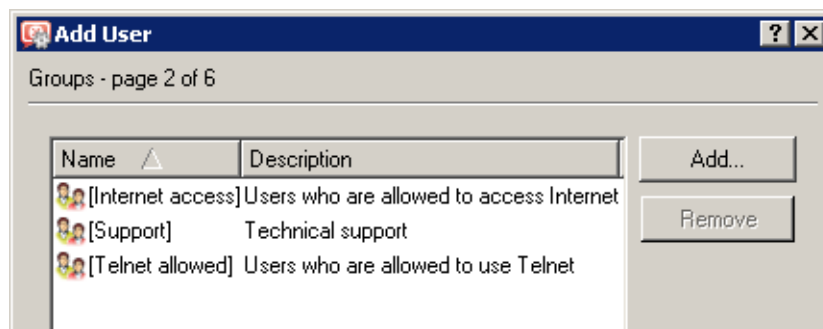 Add User
Groups - page 2 of 6
Name Description Add...
[Internet access] Users who are allowed to access Internet
Remove
[Support] Technical support
[Telnet allowed] Users who are allowed to use Telnet